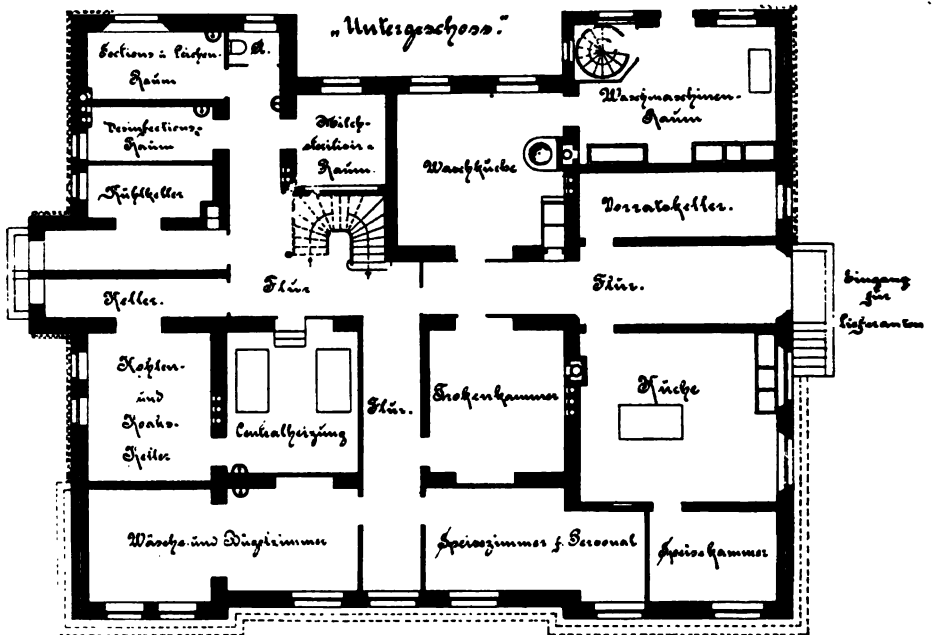 „Untergeschoss."
Sections u. Leichen-
Raum
A.
Desinfections-
Raum
Kühlkeller
Milch-
sterilisir-
Raum.
Waschküche
Waschmaschinen-
Raum
Vorratskeller.
Keller.
Flur
Flur.
Eingang
für
Lieferanten
Kohlen-
und
Koaks-
Keller
Centralheizung
Flur.
Trokenkammer
Küche
Wäsche- und Bügelzimmer
Speisezimmer f. Personal
Speisekammer